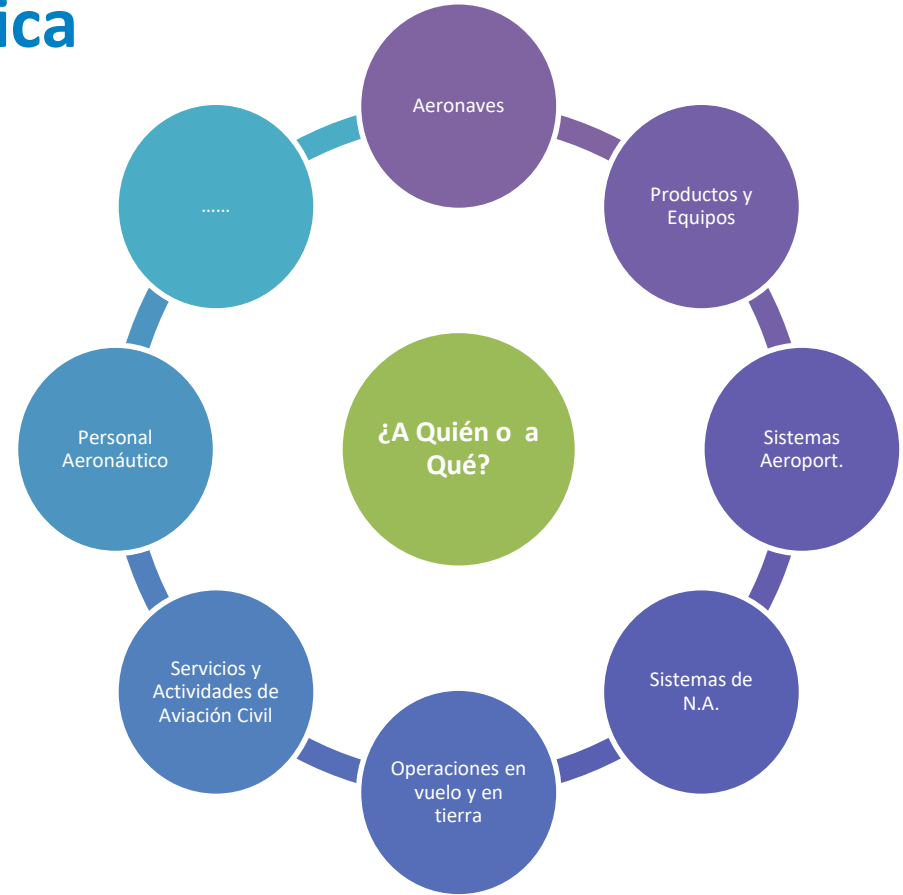 ica
Aeronaves
Productos y
Equipos
Sistemas
Aeroport.
Sistemas de
N.A.
Operaciones en
vuelo y en
tierra
Servicios y
Actividades de
Aviación Civil
Personal
Aeronáutico
......
¿A Quién o  a
Qué?